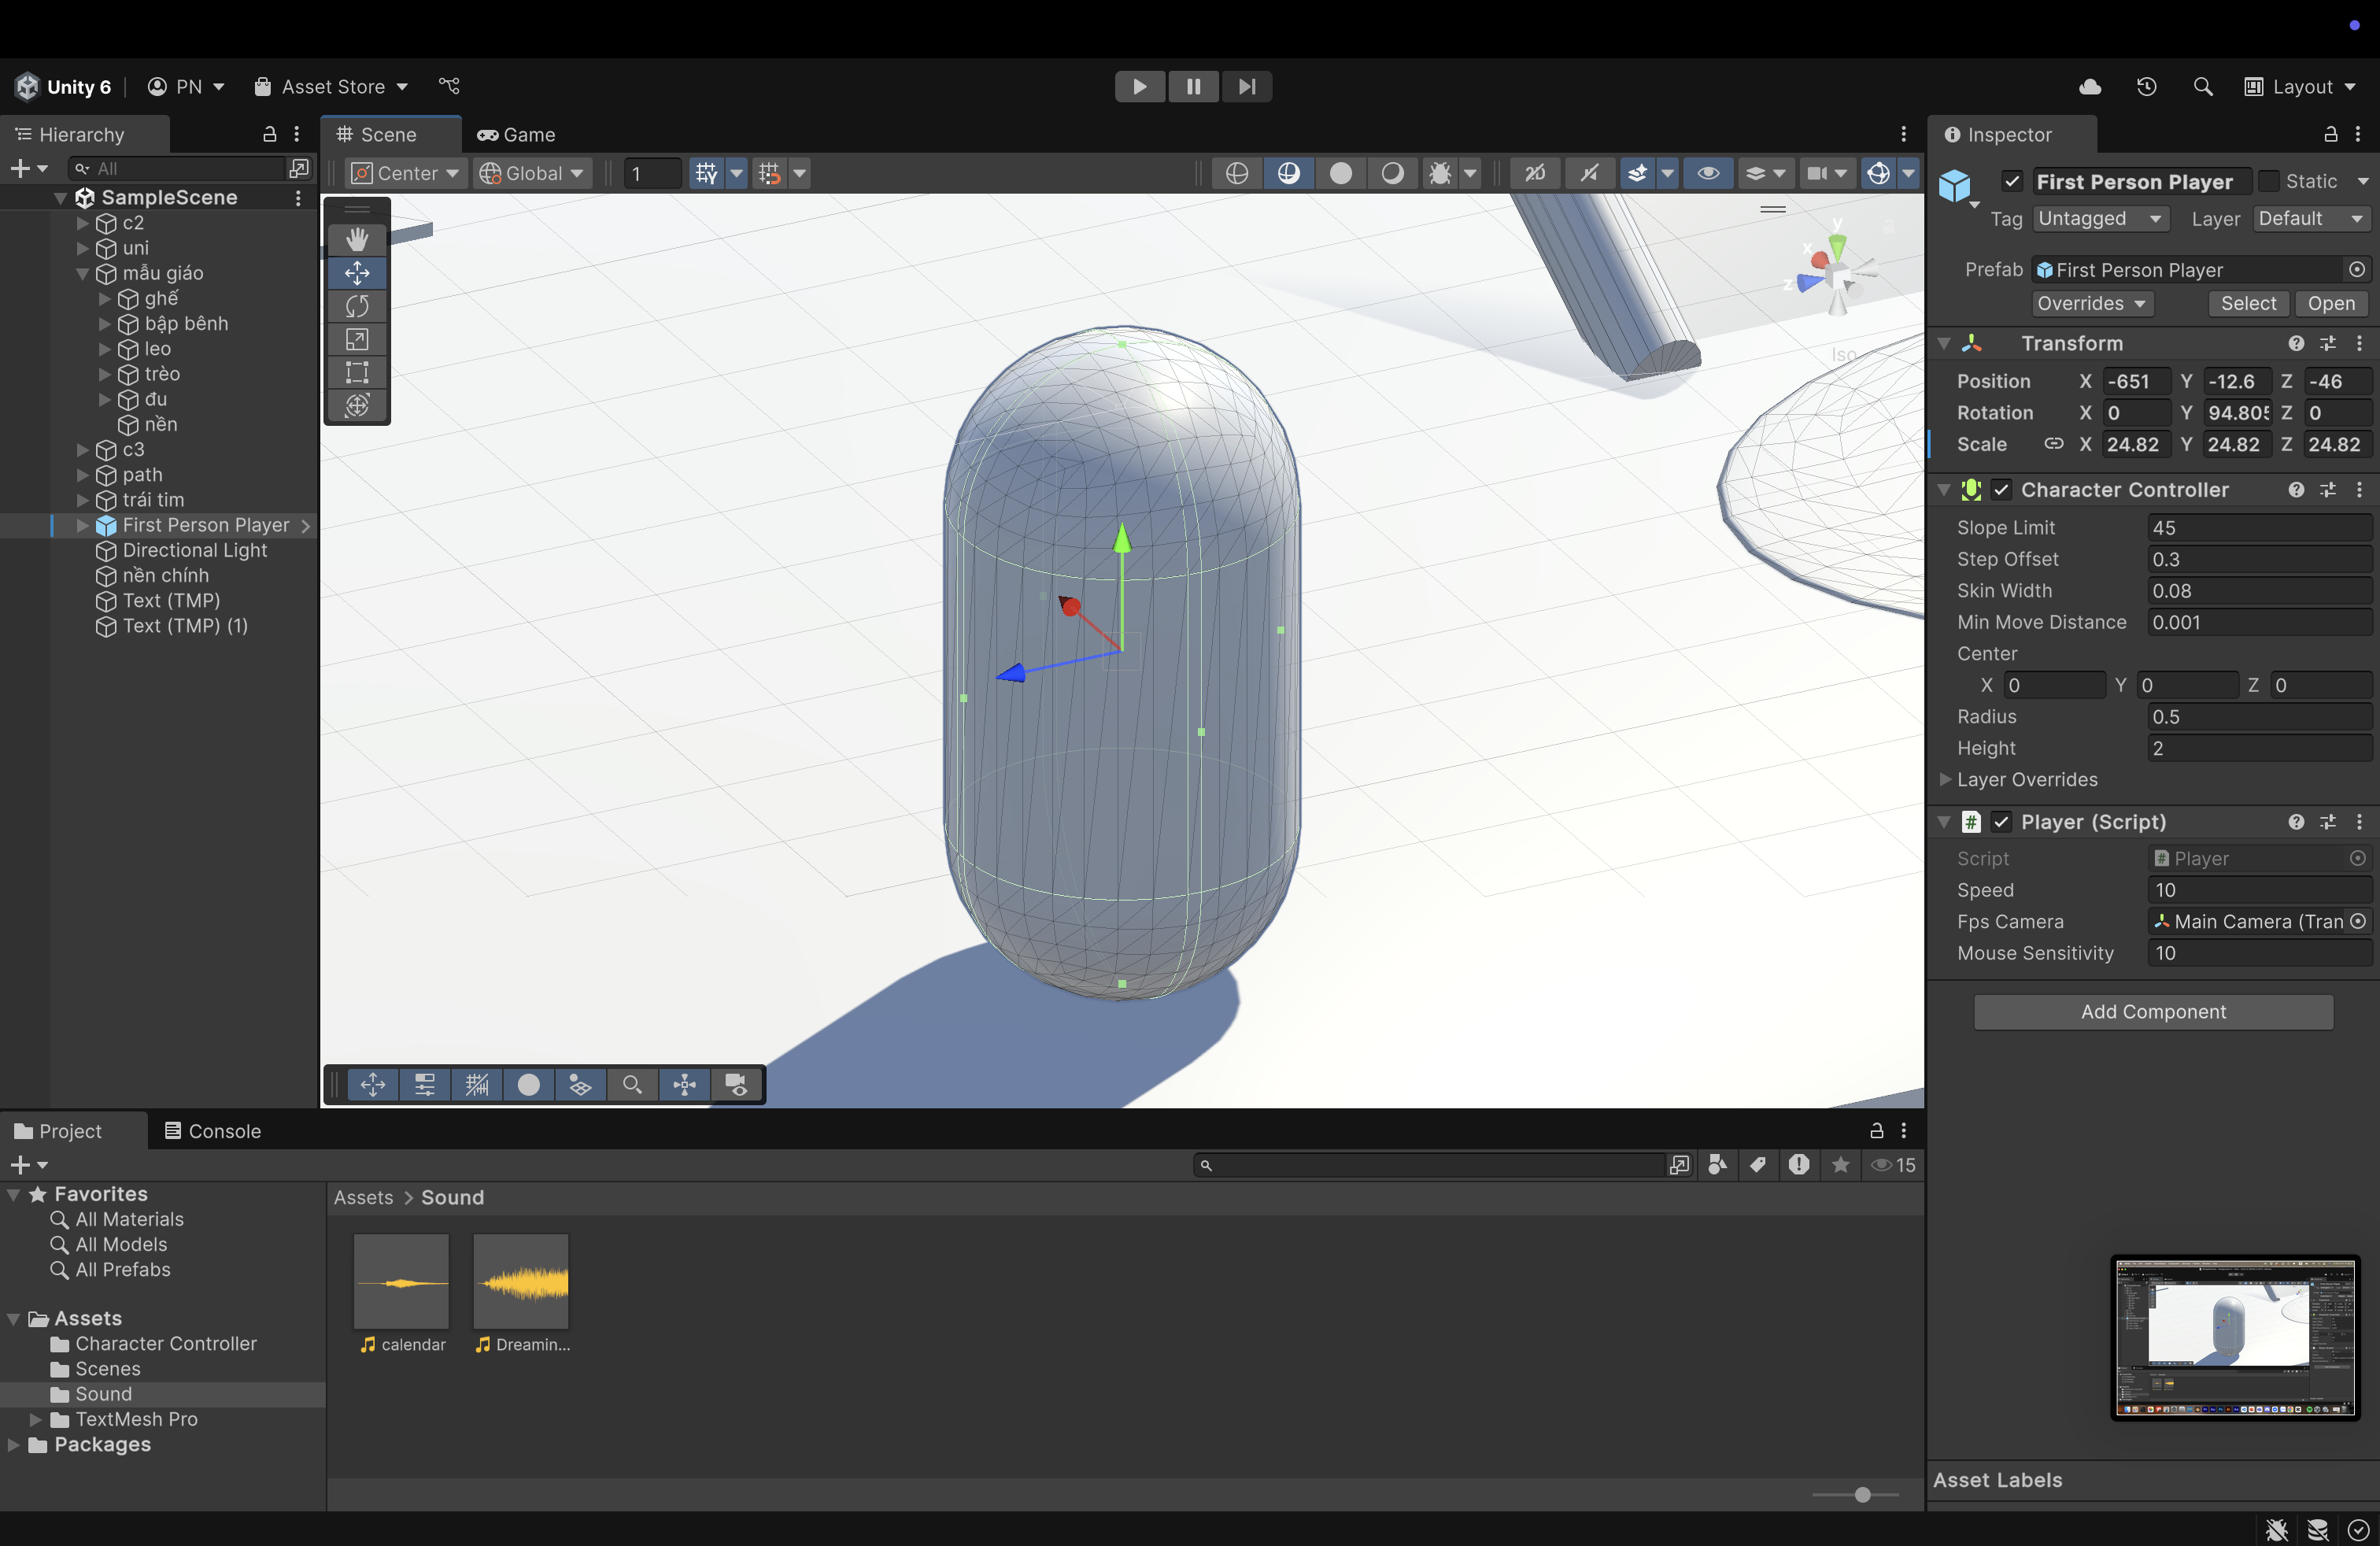 Unity 6
PN
Asset Store
Layout
Hierarchy
All
SampleScene
c2
uni
mẫu giáo
ghế
bập bênh
leo
trèo
đu
nền
c3
path
trái tim
First Person Player
Directional Light
nền chính
Text (TMP)
Text (TMP) (1)
Scene
Game
Center
Global
1
2D
y
x
z
Iso
Inspector
First Person Player
Static
Tag Untagged Layer Default
Prefab First Person Player
Overrides Select Open
Transform
Position X -651 Y -12.6 Z -46
Rotation X 0 Y 94.805 Z 0
Scale X 24.82 Y 24.82 Z 24.82
Character Controller
Slope Limit 45
Step Offset 0.3
Skin Width 0.08
Min Move Distance 0.001
Center
X 0 Y 0 Z 0
Radius 0.5
Height 2
Layer Overrides
# Player (Script)
Script # Player
Speed 10
Fps Camera Main Camera (Tran
Mouse Sensitivity 10
Add Component
Project
Console
15
Favorites
All Materials
All Models
All Prefabs
Assets
Character Controller
Scenes
Sound
TextMesh Pro
Packages
Assets > Sound
calendar
Dreamin...
Asset Labels